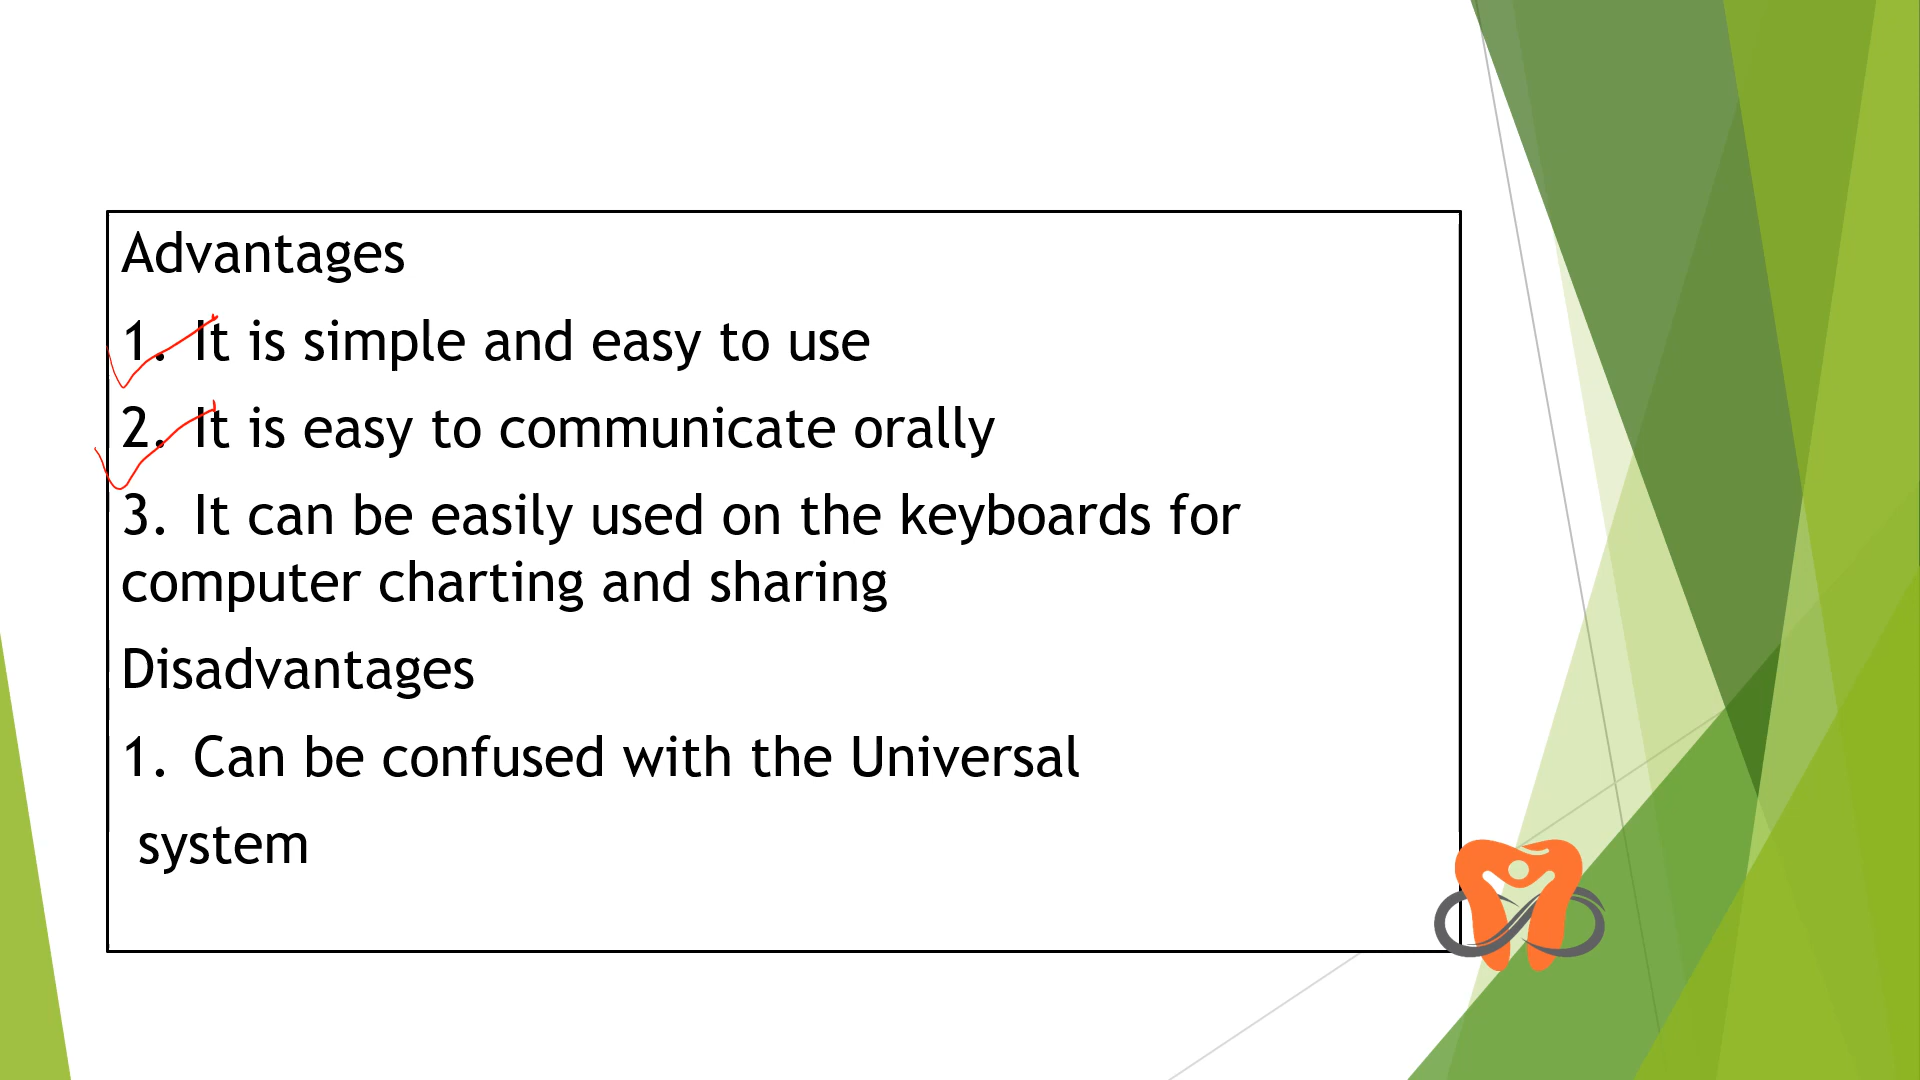 Advantages
1. It is simple and easy to use
2. It is easy to communicate orally
3. It can be easily used on the keyboards for
computer charting and sharing
Disadvantages
1. Can be confused with the Universal
system